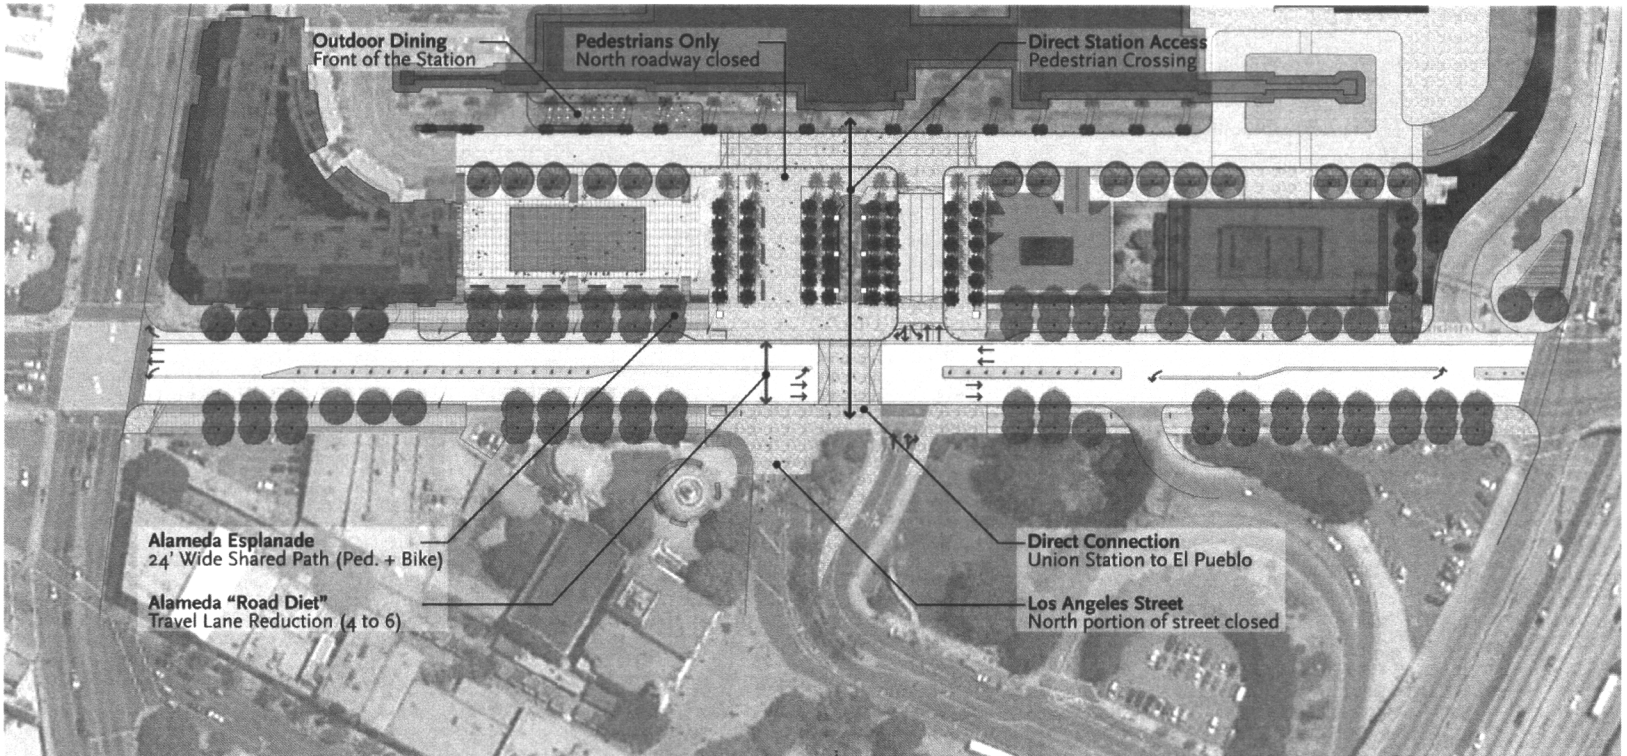 Outdoor Dining
Front of the Station
Pedestrians Only
North roadway closed
Direct Station Access
Pedestrian Crossing
Alameda Esplanade
24' Wide Shared Path (Ped. + Bike)
Alameda “Road Diet”
Travel Lane Reduction (4 to 6)
Direct Connection
Union Station to El Pueblo
Los Angeles Street
North portion of street closed